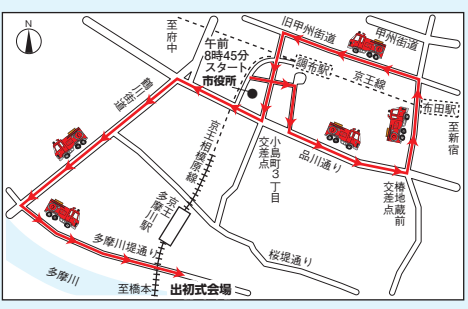 N
至府中
旧甲州街道
甲州街道
午前
8時45分
スタート
市役所
調布駅
京王線
布田駅
鶴川街道
至新宿
京王相模原線
小島町3丁目
交差点
品川通り
椿地蔵前
交差点
京王
多摩川駅
多摩川堤通り
桜堤通り
多摩川
至橋本
出初式会場